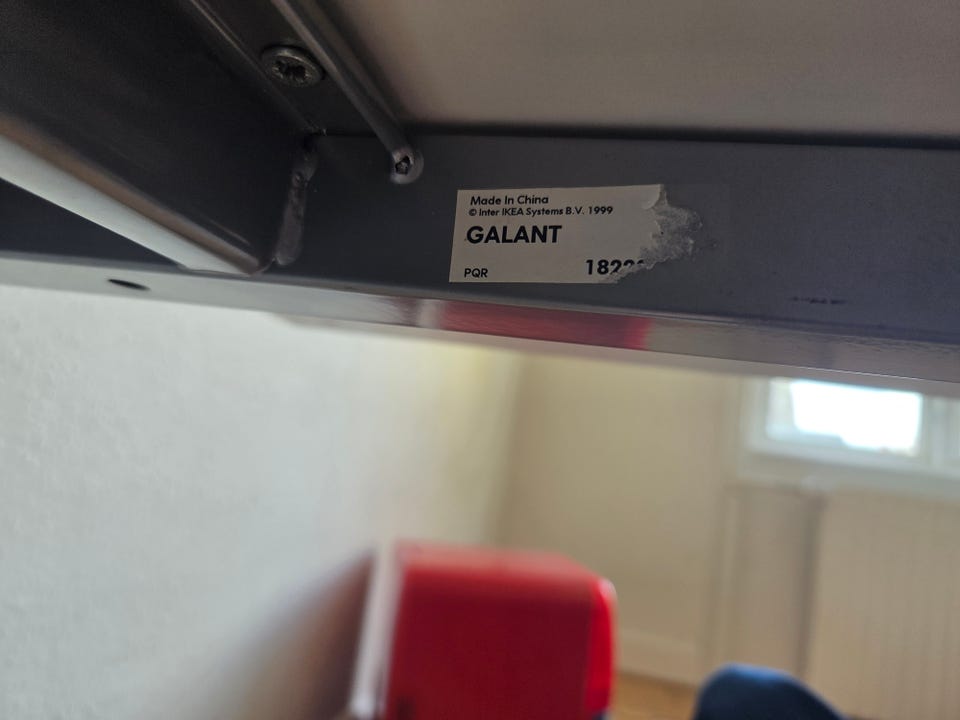 Made In China
© Inter IKEA Systems B.V. 1999
GALANT
PQR